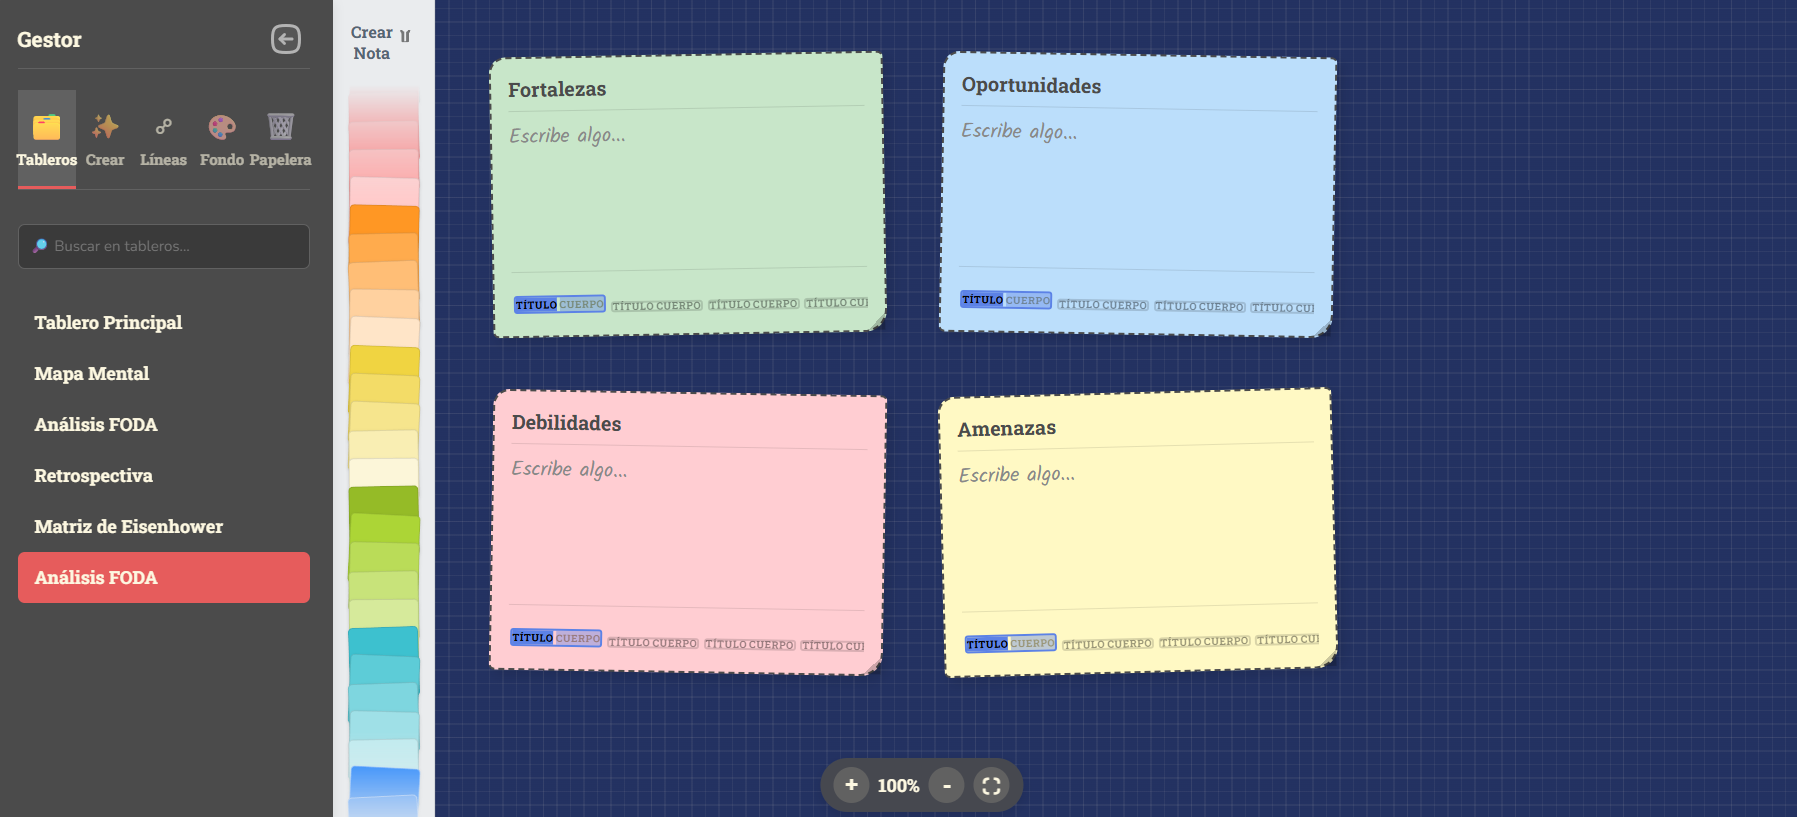 Gestor
Tableros
Crear
Líneas
Fondo
Papelera
Buscar en tableros...
Tablero Principal
Mapa Mental
Análisis FODA
Retrospectiva
Matriz de Eisenhower
Análisis FODA
Crear
Nota
Fortalezas
Escribe algo...
TÍTULO CUERPO TÍTULO CUERPO TÍTULO CUERPO TÍTULO CU
Oportunidades
Escribe algo...
TÍTULO CUERPO TÍTULO CUERPO TÍTULO CUERPO TÍTULO CU
Debilidades
Escribe algo...
TÍTULO CUERPO TÍTULO CUERPO TÍTULO CUERPO TÍTULO CU
Amenazas
Escribe algo...
TÍTULO CUERPO TÍTULO CUERPO TÍTULO CUERPO TÍTULO CU
+ 100% -